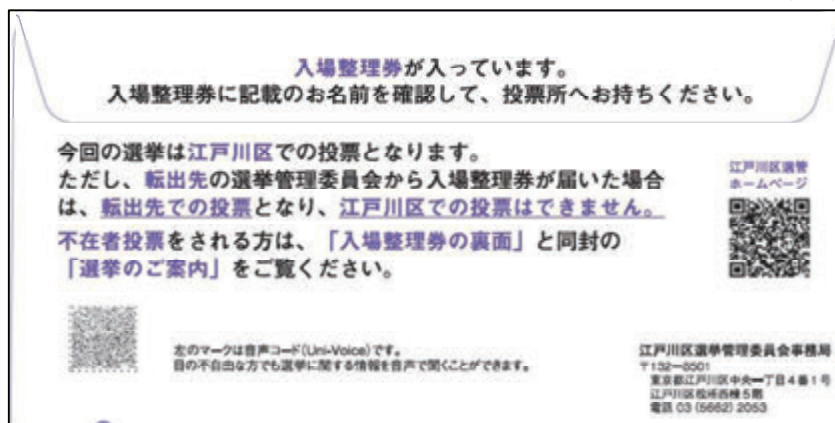 入場整理券が入っています。
入場整理券に記載のお名前を確認して、投票所へお持ちください。
今回の選挙は江戸川区での投票となります。
ただし、転出先の選挙管理委員会から入場整理券が届いた場合
は、転出先での投票となり、江戸川区での投票はできません。
不在者投票をされる方は、「入場整理券の裏面」と同封の
「選挙のご案内」をご覧ください。
江戸川区選管
ホームページ
左のマークは音声コード(Uni-Voice)です。
目の不自由な方でも選挙に関する情報を音声で聞くことができます。
江戸川区選挙管理委員会事務局
〒132-8501
東京都江戸川区中央一丁目4番1号
江戸川区役所西棟5階
電話 03 (5662) 2053